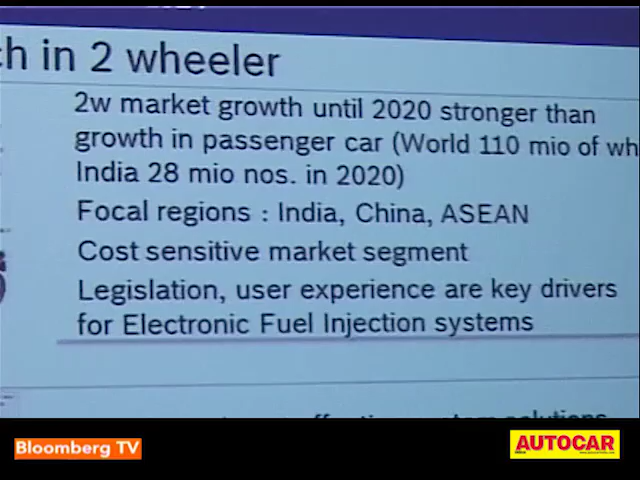 ch in 2 wheeler
2w market growth until 2020 stronger than
growth in passenger car (World 110 mio of wh
India 28 mio nos. in 2020)
Focal regions : India, China, ASEAN
Cost sensitive market segment
Legislation, user experience are key drivers
for Electronic Fuel Injection systems
solutions
Bloomberg TV
AUTOCAR